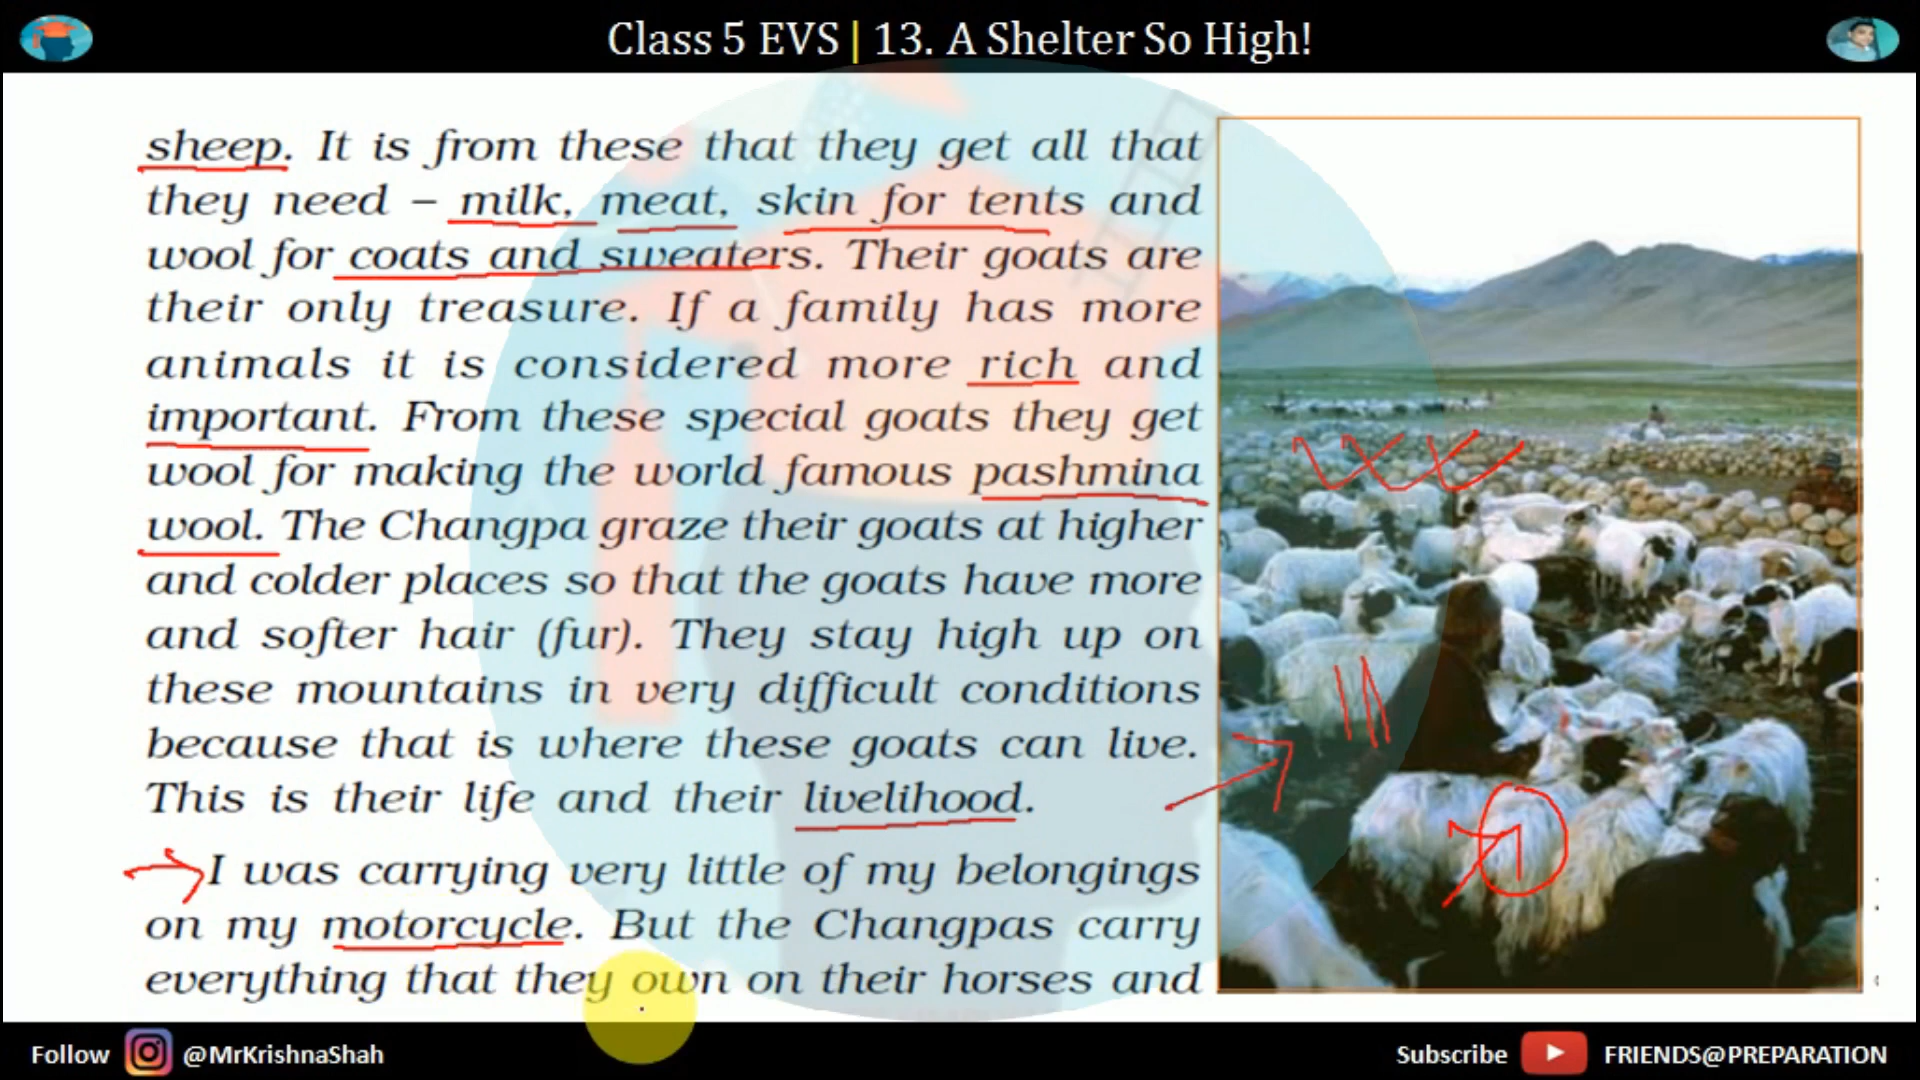 Class 5 EVS | 13. A Shelter So High!
sheep. It is from these that they get all that
they need – milk, meat, skin for tents and
wool for coats and sweaters. Their goats are
their only treasure. If a family has more
animals it is considered more rich and
important. From these special goats they get
wool for making the world famous pashmina
wool. The Changpa graze their goats at higher
and colder places so that the goats have more
and softer hair (fur). They stay high up on
these mountains in very difficult conditions
because that is where these goats can live.
This is their life and their livelihood.
I was carrying very little of my belongings
on my motorcycle. But the Changpas carry
everything that they own on their horses and
Follow @MrKrishnaShah
Subscribe FRIENDS@PREPARATION